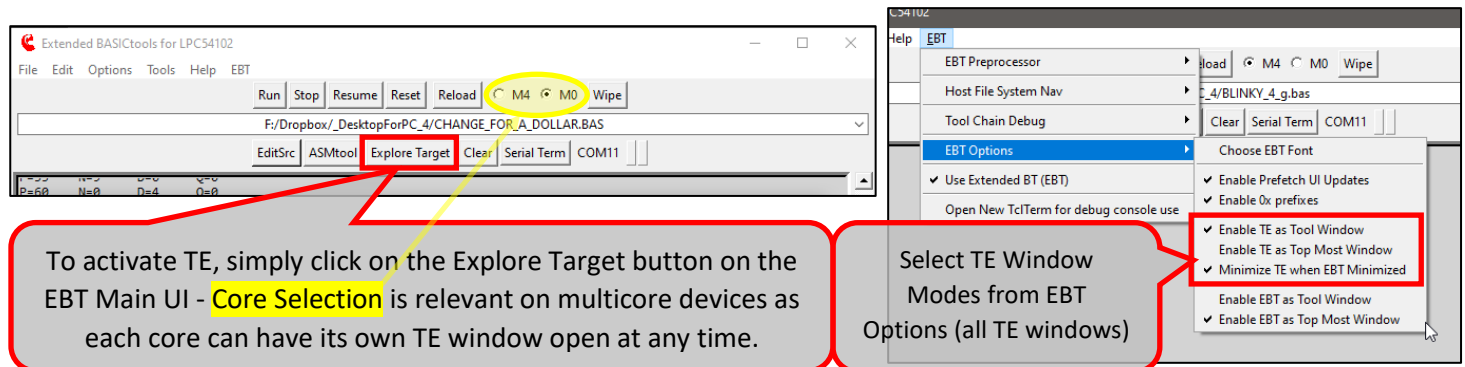 Extended BASICtools for LPC54102
File Edit Options Tools Help EBT
Run Stop Resume Reset Reload M4 M0 Wipe
F:/Dropbox/_DesktopForPC_4/CHANGE_FOR_A_DOLLAR.BAS
EditSrc ASMtool Explore Target Clear Serial Term COM11
P=60 N=0 D=4 Q=0
To activate TE, simply click on the Explore Target button on the
EBT Main UI - Core Selection is relevant on multicore devices as
each core can have its own TE window open at any time.
C54102
Help EBT
EBT Preprocessor
Host File System Nav
Tool Chain Debug
EBT Options
Use Extended BT (EBT)
Open New TclTerm for debug console use
eload M4 M0 Wipe
C_4/BLINKY_4_g.bas
Clear Serial Term COM11
Choose EBT Font
Enable Prefetch UI Updates
Enable 0x prefixes
Enable TE as Tool Window
Enable TE as Top Most Window
Minimize TE when EBT Minimized
Enable EBT as Tool Window
Enable EBT as Top Most Window
Select TE Window
Modes from EBT
Options (all TE windows)